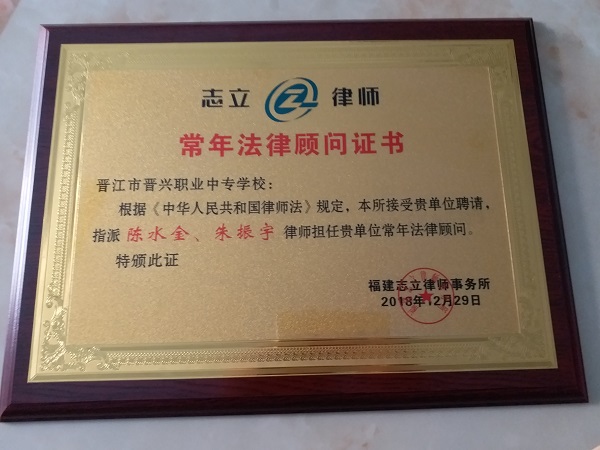 志立 律师
常年法律顾问证书
晋江市晋兴职业中专学校：
根据《中华人民共和国律师法》规定，本所接受贵单位聘请，
指派 陈水金、朱振宇 律师担任贵单位常年法律顾问。
特颁此证
福建志立律师事务所
2018年12月29日